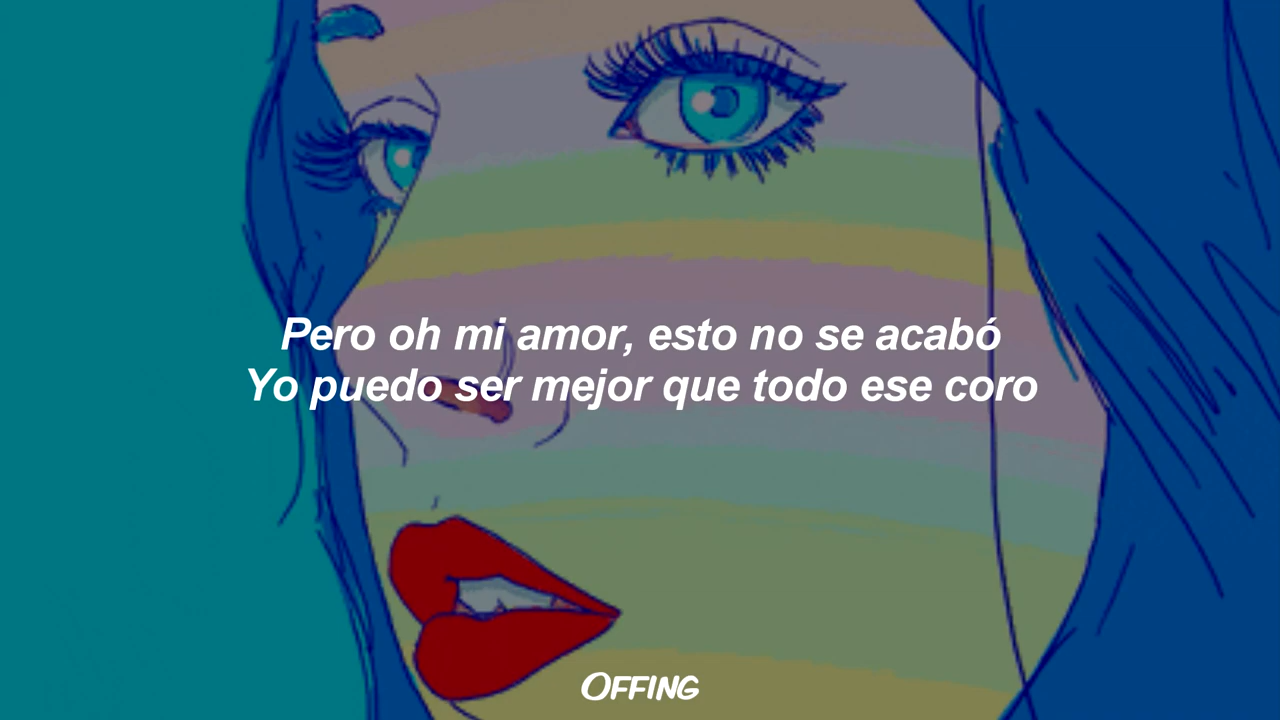 Pero oh mi amor, esto no se acabó
Yo puedo ser mejor que todo ese coro
OFFING